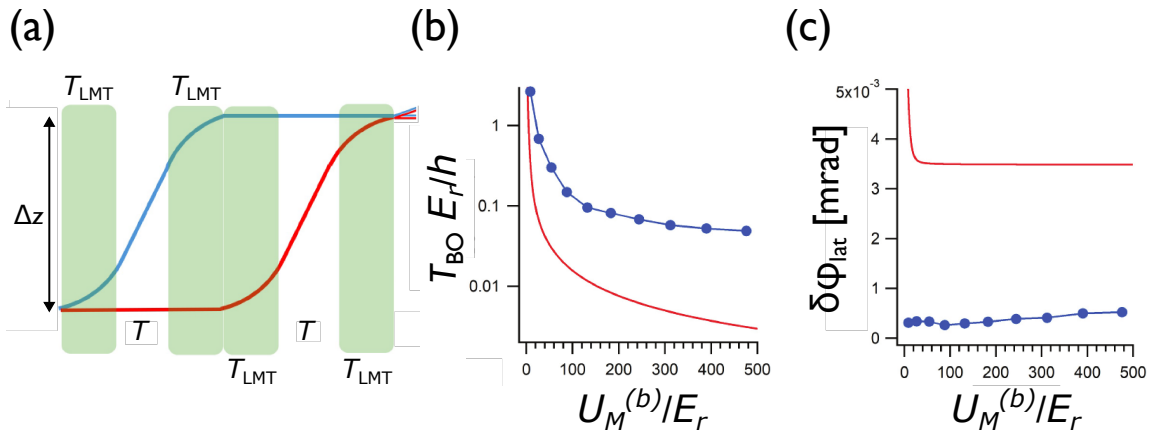 (a)
T_LMT
T_LMT
Δz
T
T
T_LMT
T_LMT
(b)
1
0.1
0.01
T_BO E_r/h
0 100 200 300 400 500
U_M^(b)/E_r
(c)
5x10^-3
4
3
2
1
0
δφ_lat [mrad]
0 100 200 300 400 500
U_M^(b)/E_r